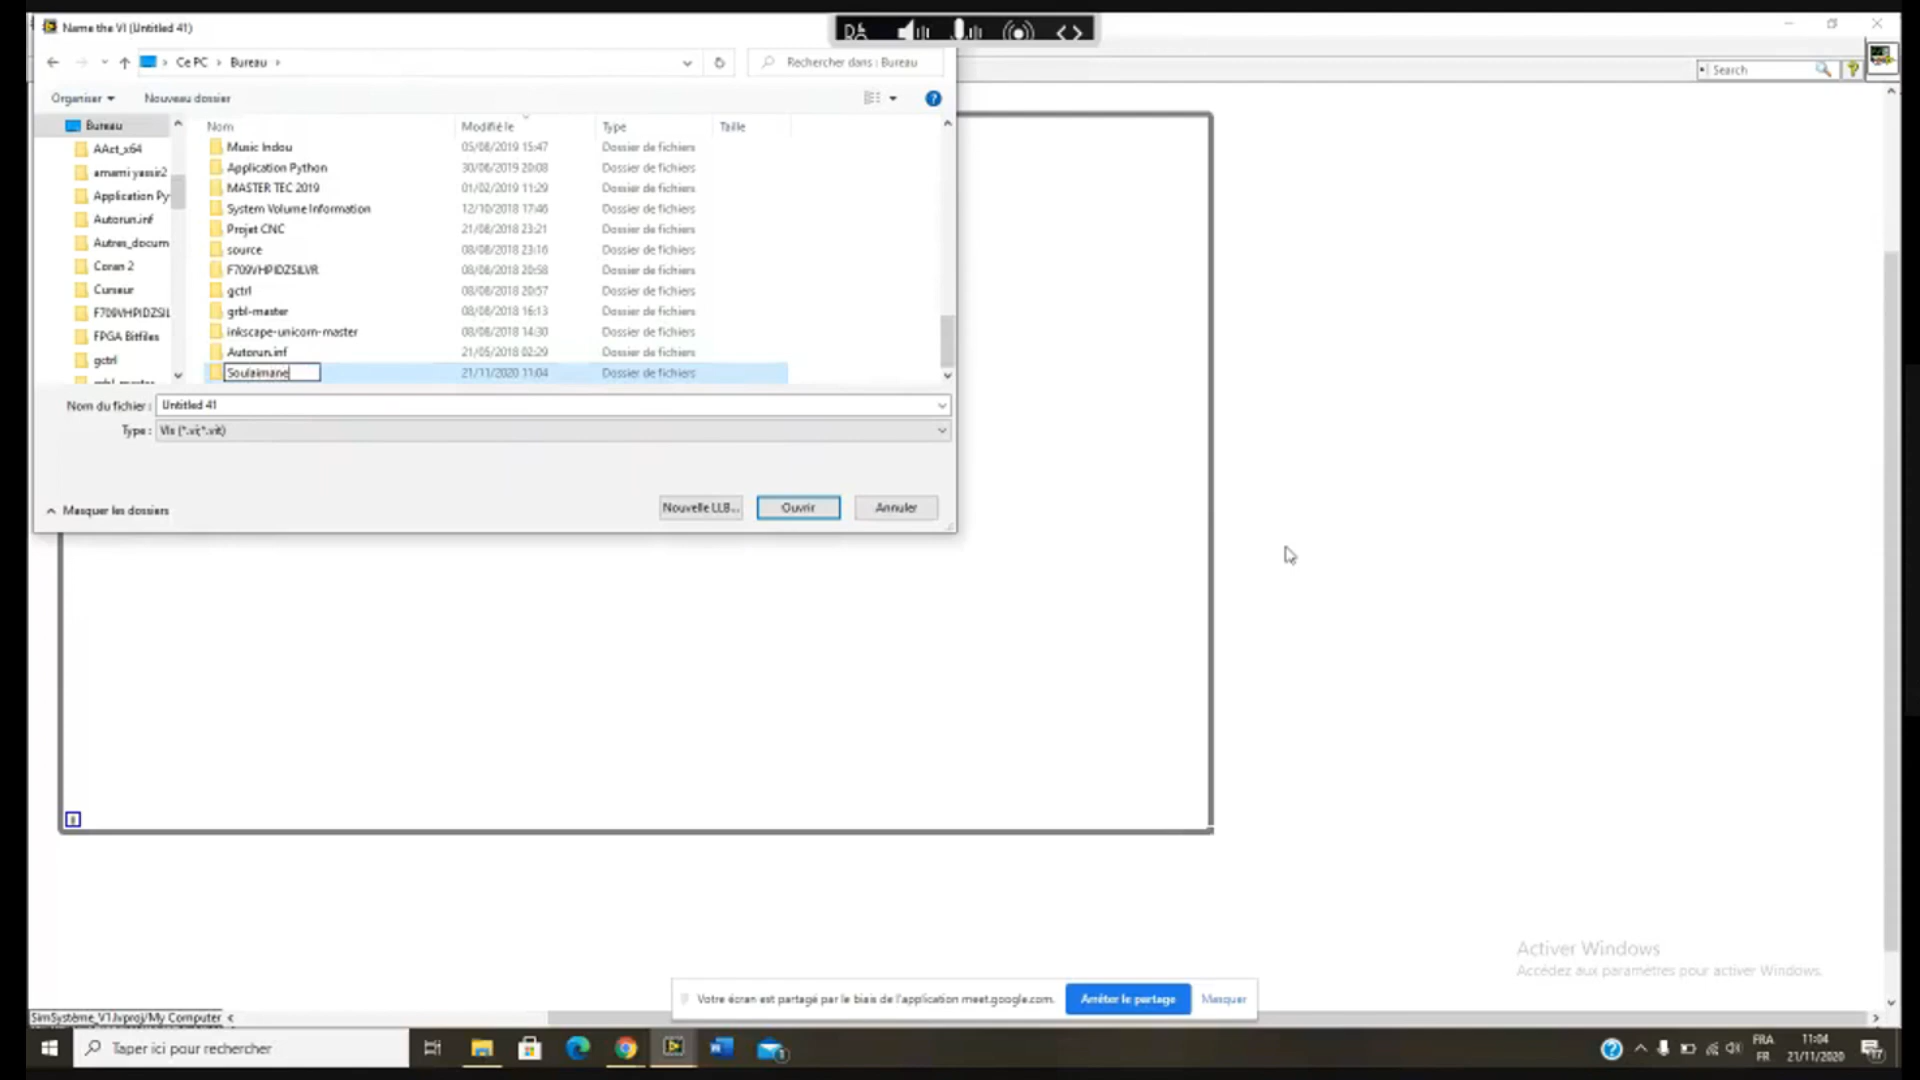 Name the VI (Untitled 41)
Ce PC › Bureau ›
Rechercher dans : Bureau
Search
Organiser
Nouveau dossier
Bureau
AAct_x64
amami yassir2
Application Py
Autorun.inf
Autres_docum
Coran 2
Curseur
F709VHPIDZSIL
FPGA Bitfiles
gctrl
grbl-master
Nom Modifié le Type Taille
Music Indou 05/08/2019 15:47 Dossier de fichiers
Application Python 30/06/2019 20:08 Dossier de fichiers
MASTER TEC 2019 01/02/2019 11:29 Dossier de fichiers
System Volume Information 12/10/2018 17:46 Dossier de fichiers
Projet CNC 21/08/2018 23:21 Dossier de fichiers
source 08/08/2018 23:16 Dossier de fichiers
F709VHPIDZSILVR 08/08/2018 20:58 Dossier de fichiers
gctrl 08/08/2018 20:57 Dossier de fichiers
grbl-master 08/08/2018 16:13 Dossier de fichiers
inkscape-unicorn-master 08/08/2018 14:30 Dossier de fichiers
Autorun.inf 21/05/2018 02:29 Dossier de fichiers
Soulaimane 21/11/2020 11:04 Dossier de fichiers
Nom du fichier : Untitled 41
Type : VIs (*.vi;*.vit)
Masquer les dossiers
Nouvelle LLB...
Ouvrir
Annuler
i
Activer Windows
Accédez aux paramètres pour activer Windows.
Votre écran est partagé par le biais de l'application meet.google.com.
Arrêter le partage
Masquer
SimSystème_V1.lvproj/My Computer <
Taper ici pour rechercher
1
FRA
FR
11:04
21/11/2020
17